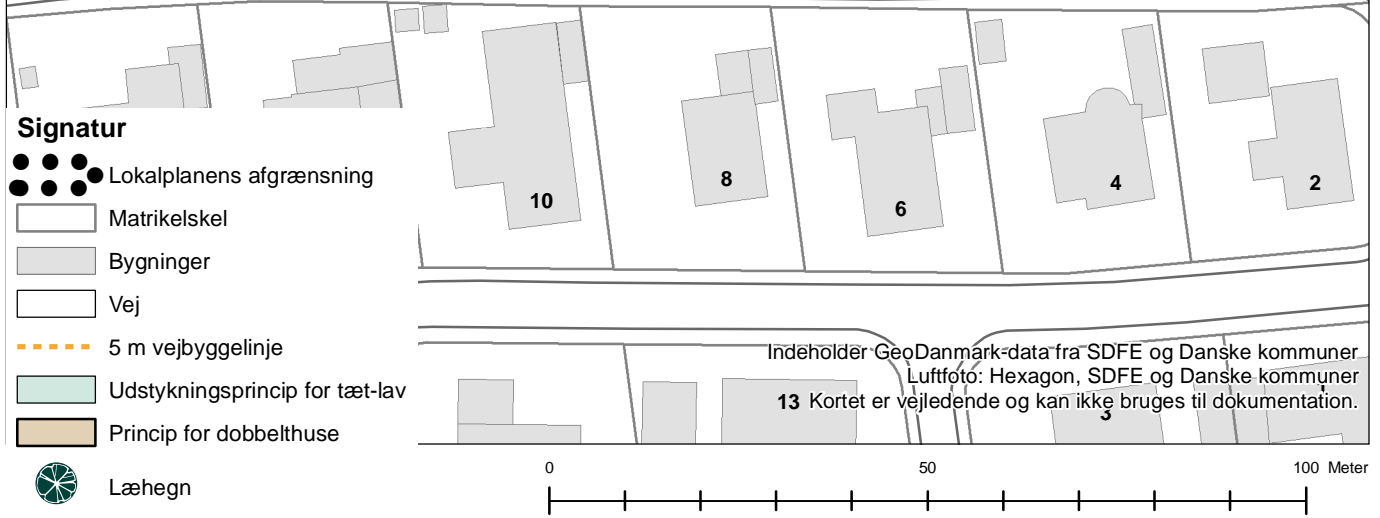 10
8
6
4
2
Signatur
Lokalplanens afgrænsning
Matrikelskel
Bygninger
Vej
5 m vejbyggelinje
Udstykningsprincip for tæt-lav
Princip for dobbelthuse
Læhegn
Indeholder GeoDanmark-data fra SDFE og Danske kommuner
Luftfoto: Hexagon, SDFE og Danske kommuner
Kortet er vejledende og kan ikke bruges til dokumentation.
13
3
0 50 100 Meter